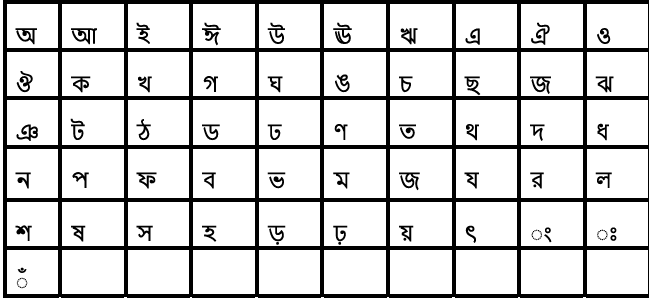 অ আ ই ঈ উ ঊ ঋ এ ঐ ও
ঔ ক খ গ ঘ ঙ চ ছ জ ঝ
ঞ ট ঠ ড ঢ ণ ত থ দ ধ
ন প ফ ব ভ ম জ য র ল
শ ষ স হ ড় ঢ় য় ৎ ং ঃ
ঁ